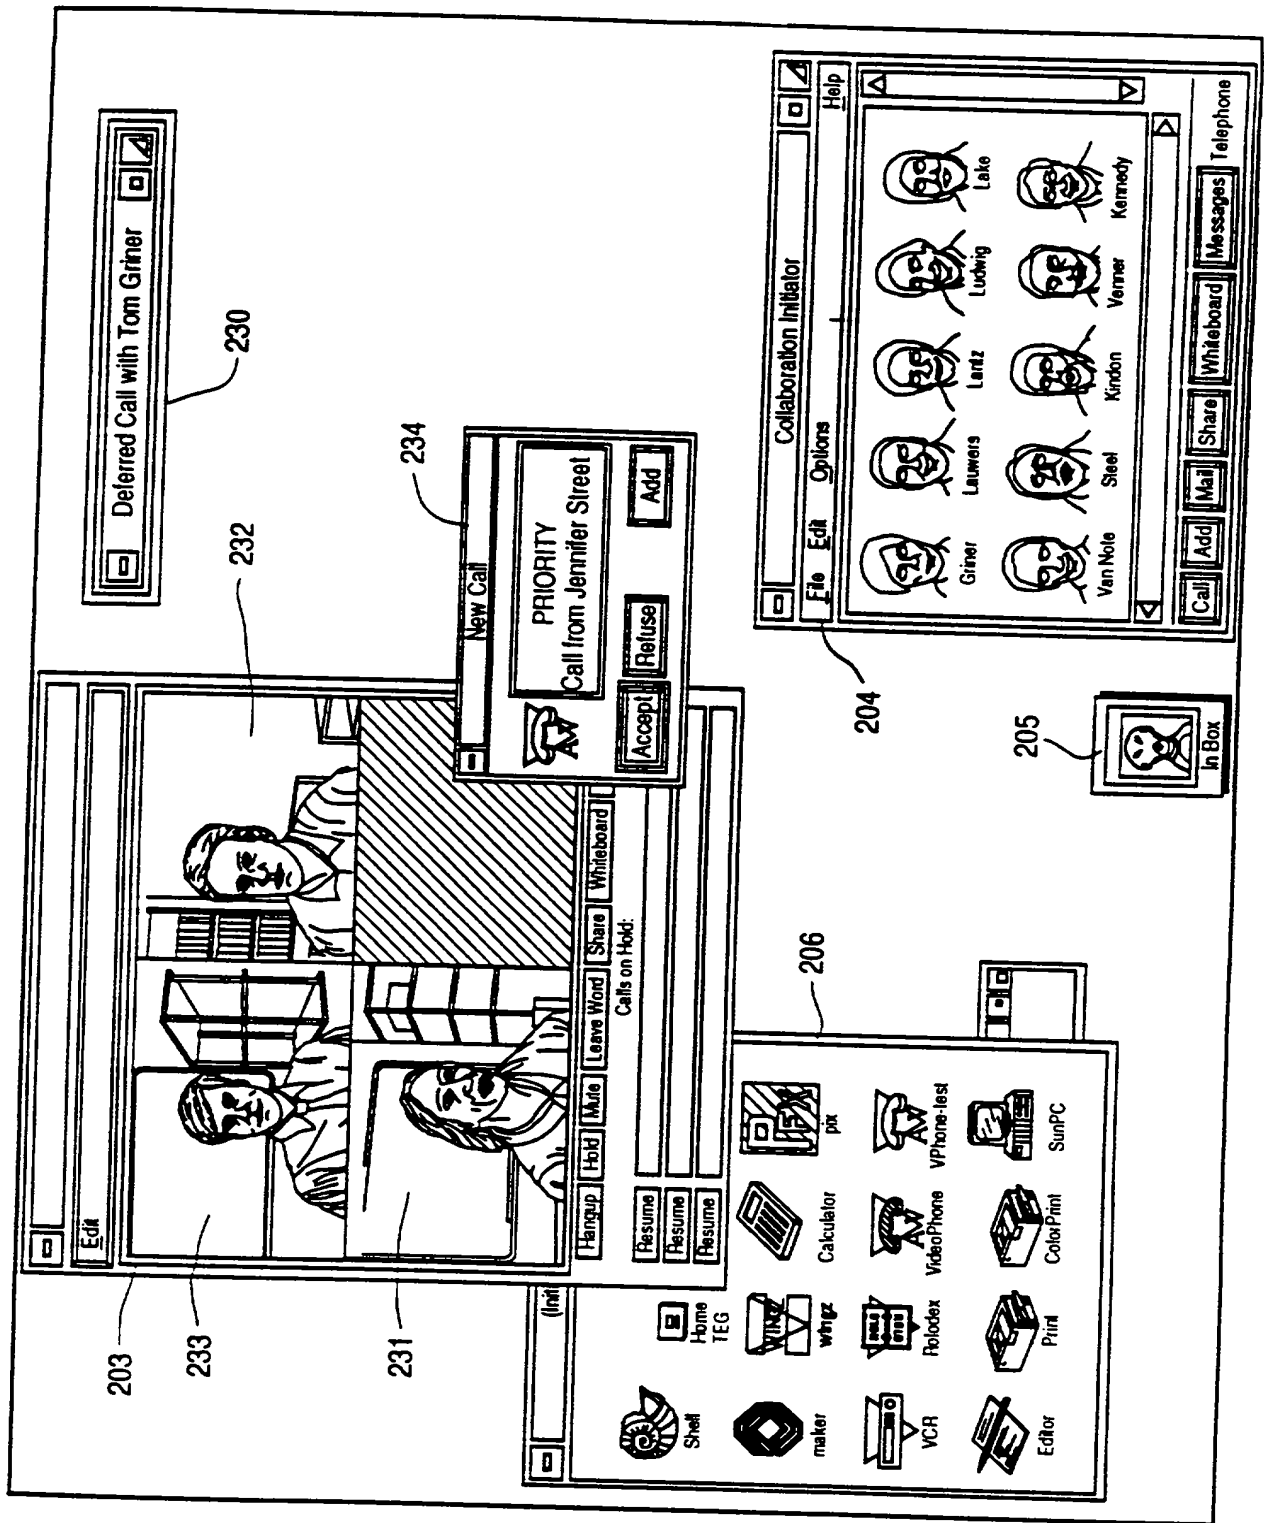 Deferred Call with Tom Griner
230
Edit
232
203
233
231
Hangup Hold Mute Leave Word Share Whiteboard
Calls on Hold:
Resume
Resume
Resume
New Call
234
PRIORITY
Call from Jennifer Street
Accept Refuse Add
(Initi
Home
TEG
Shell
pix
maker
wingz
WINGZ
Calculator
VCR
Rolodex
VideoPhone
VPhone-test
Editor
Print
ColorPrint
SunPC
206
205
In Box
204
Collaboration Initiator
File Edit Options Help
Griner Lauwers Lantz Ludwig Lake
Van Note Steel Kindon Venner Kennedy
Call Add Mail Share Whiteboard Messages Telephone